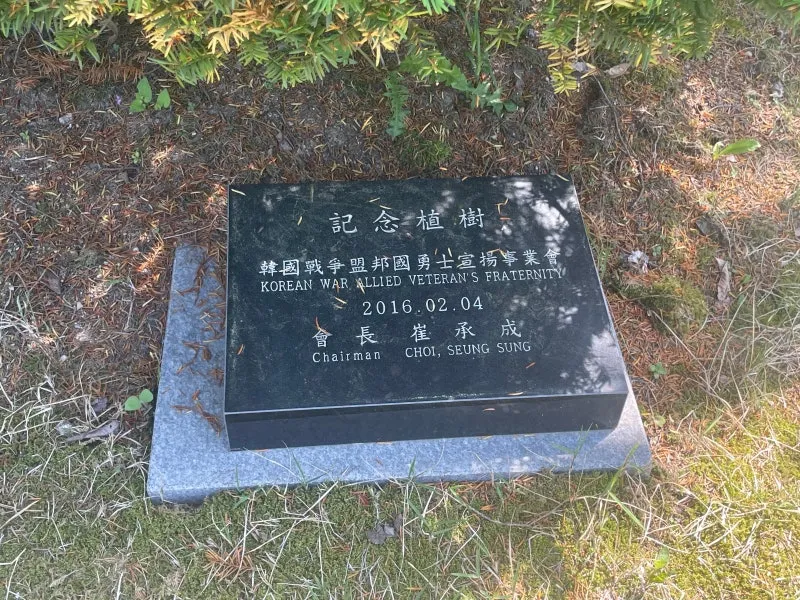 記念植樹
韓國戰爭盟邦國勇士宣揚事業會
KOREAN WAR ALLIED VETERAN'S FRATERNITY
2016.02.04
會長 崔承成
Chairman CHOI, SEUNG SUNG